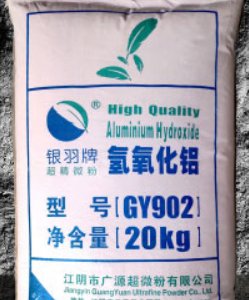 ®
High Quality
Aluminium Hydroxide
银羽牌
超精微粉
氢氧化铝
型 号 [GY902]
净含量 [20kg]
江阴市广源超微粉有限公司
Jiangyin GuangYuan Ultrafine Powder Co., Ltd.